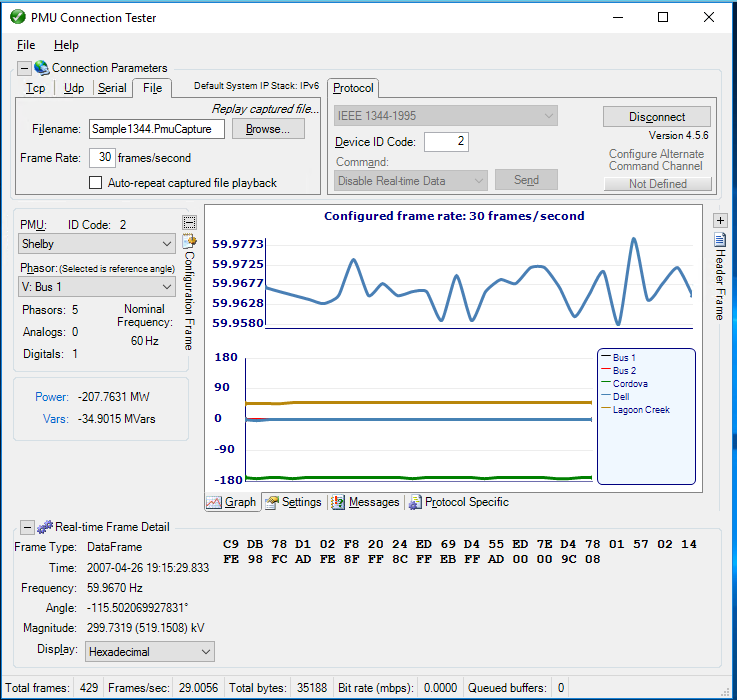 PMU Connection Tester
File Help
Connection Parameters
Tcp Udp Serial File Default System IP Stack: IPv6
Replay captured file...
Filename: Sample1344.PmuCapture Browse...
Frame Rate: 30 frames/second
Auto-repeat captured file playback
Protocol
IEEE 1344-1995 Disconnect
Version 4.5.6
Device ID Code: 2
Configure Alternate
Command Channel
Command:
Disable Real-time Data Send Not Defined
PMU: ID Code: 2
Shelby
Phasor: (Selected is reference angle)
V: Bus 1
Phasors: 5
Analogs: 0
Digitals: 1
Nominal
Frequency:
60 Hz
Configuration Frame
Power: -207.7631 MW
Vars: -34.9015 MVars
Configured frame rate: 30 frames/second
59.9773
59.9725
59.9677
59.9628
59.9580
180
90
0
-90
-180
Bus 1
Bus 2
Cordova
Dell
Lagoon Creek
Header Frame
Graph Settings Messages Protocol Specific
Real-time Frame Detail
Frame Type: DataFrame
Time: 2007-04-26 19:15:29.833
Frequency: 59.9670 Hz
Angle: -115.502069927831°
Magnitude: 299.7319 (519.1508) kV
Display: Hexadecimal
C9 DB 78 D1 02 F8 20 24 ED 69 D4 55 ED 7E D4 78 01 57 02 14
FE 98 FC AD FE 8F FF 8C FF EB FF AD 00 00 9C 08
Total frames: 429 Frames/sec: 29.0056 Total bytes: 35188 Bit rate (mbps): 0.0000 Queued buffers: 0